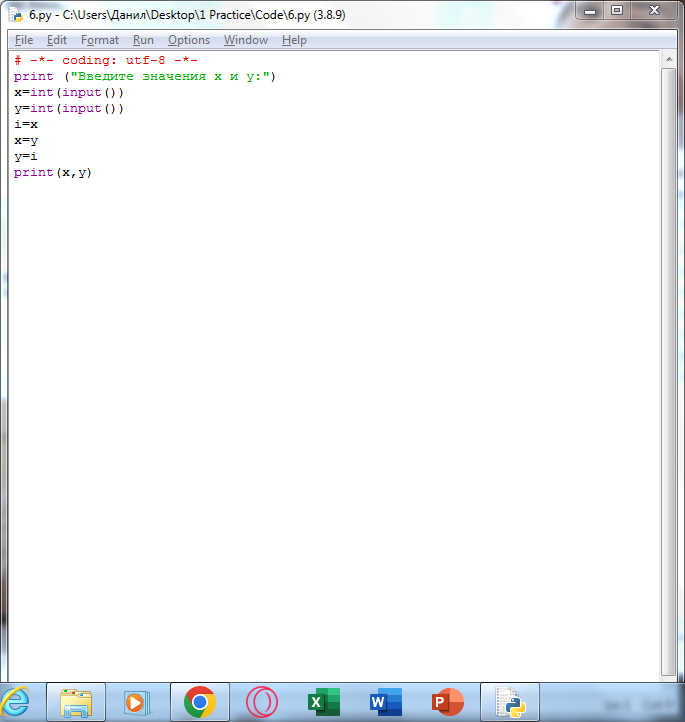 6.py - C:\Users\Данил\Desktop\1 Practice\Code\6.py (3.8.9)
File Edit Format Run Options Window Help
# -*- coding: utf-8 -*-
print ("Введите значения x и y:")
x=int(input())
y=int(input())
i=x
x=y
y=i
print(x,y)